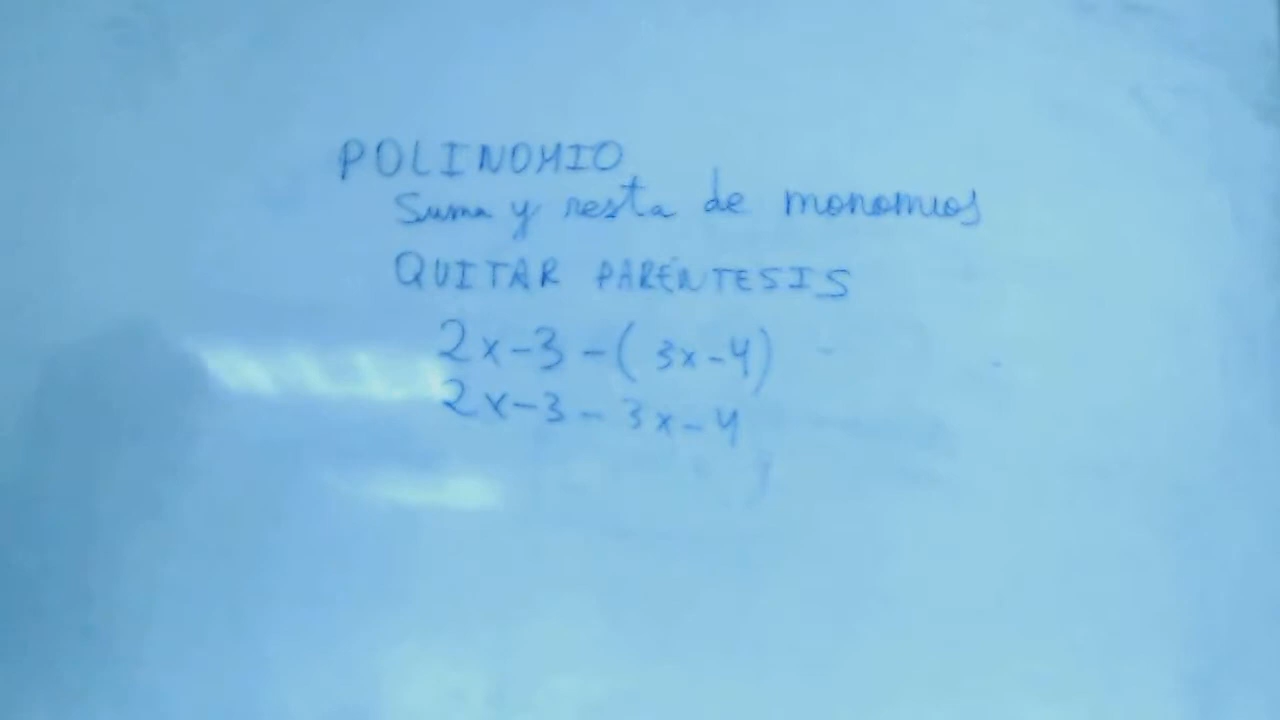 POLINOMIO
Suma y resta de monomios
QUITAR PARÉNTESIS
2x-3-(3x-4)
2x-3-3x-4